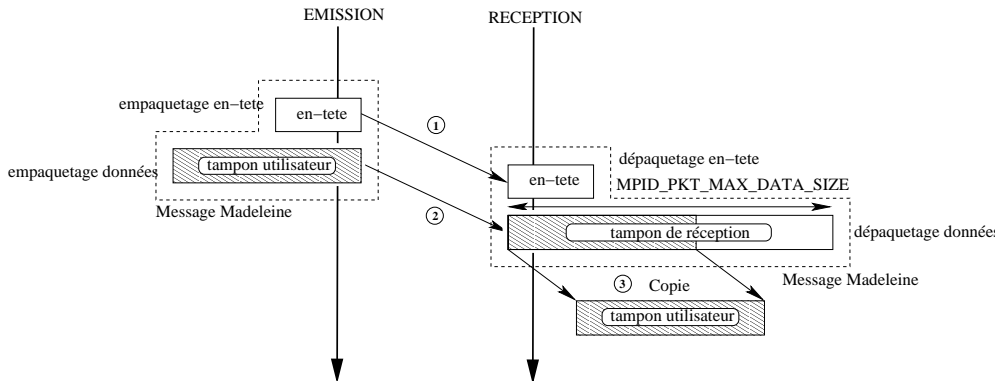 EMISSION
RECEPTION
empaquetage en−tete
en−tete
1
empaquetage données
tampon utilisateur
Message Madeleine
2
dépaquetage en−tete
en−tete
MPID_PKT_MAX_DATA_SIZE
tampon de réception
dépaquetage données
Message Madeleine
3
Copie
tampon utilisateur